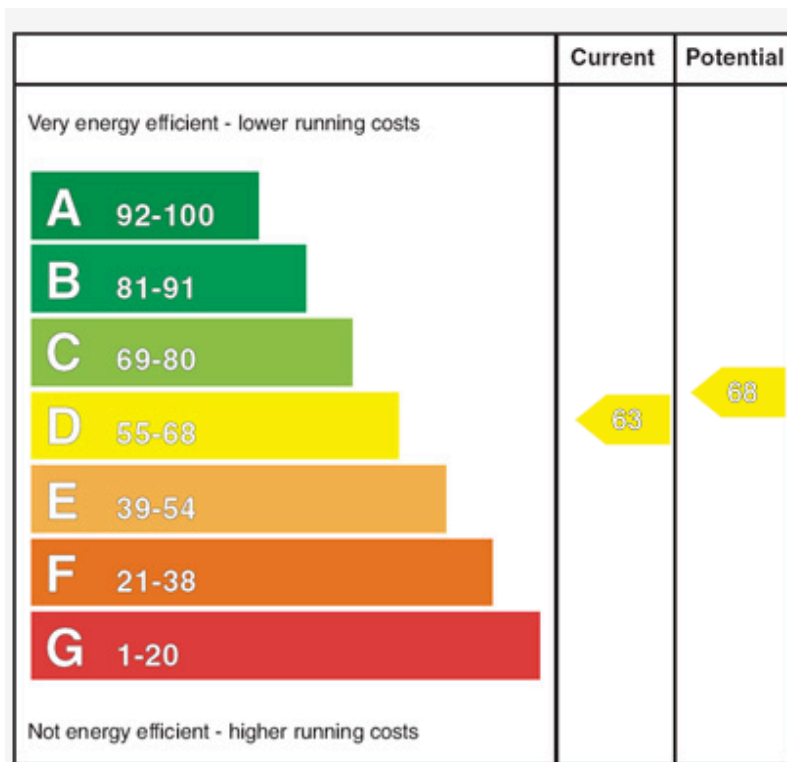 Current Potential
Very energy efficient - lower running costs
A 92-100
B 81-91
C 69-80
68
D 55-68
63
E 39-54
F 21-38
G 1-20
Not energy efficient - higher running costs